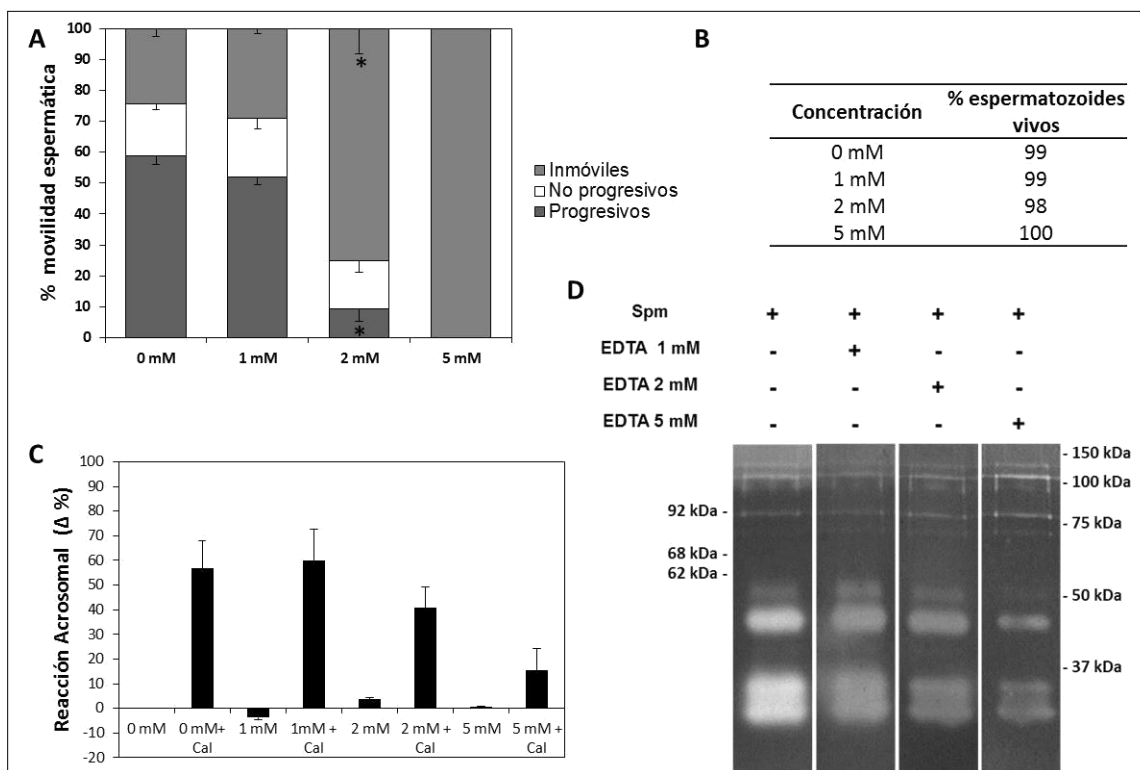 A
% movilidad espermática
100
90
80
70
60
50
40
30
20
10
0
*
*
0 mM
1 mM
2 mM
5 mM
Inmóviles
No progresivos
Progresivos
B
Concentración
% espermatozoides
vivos
0 mM 99
1 mM 99
2 mM 98
5 mM 100
C
Reacción Acrosomal (Δ %)
100
90
80
70
60
50
40
30
20
10
0
-10
-20
0 mM
0 mM+
Cal
1 mM
1mM +
Cal
2 mM
2 mM +
Cal
5 mM
5 mM +
Cal
D
Spm + + + +
EDTA 1 mM - + - -
EDTA 2 mM - - + -
EDTA 5 mM - - - +
92 kDa -
68 kDa -
62 kDa -
- 150 kDa
- 100 kDa
- 75 kDa
- 50 kDa
- 37 kDa